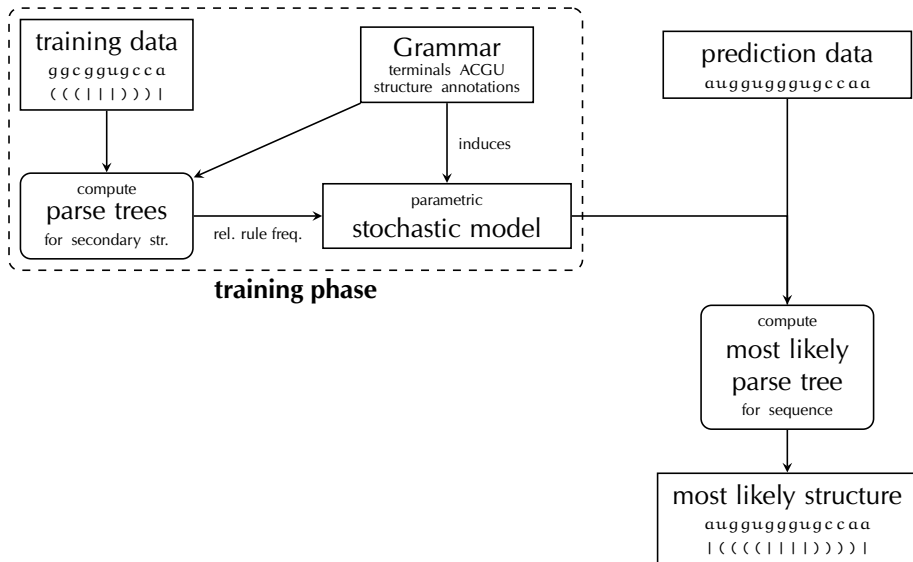 training data
ggcggugcca
(((|||)))|
Grammar
terminals ACGU
structure annotations
prediction data
auggugggugccaa
induces
compute
parse trees
for secondary str.
rel. rule freq.
parametric
stochastic model
training phase
compute
most likely
parse tree
for sequence
most likely structure
auggugggugccaa
|((((||||))))|